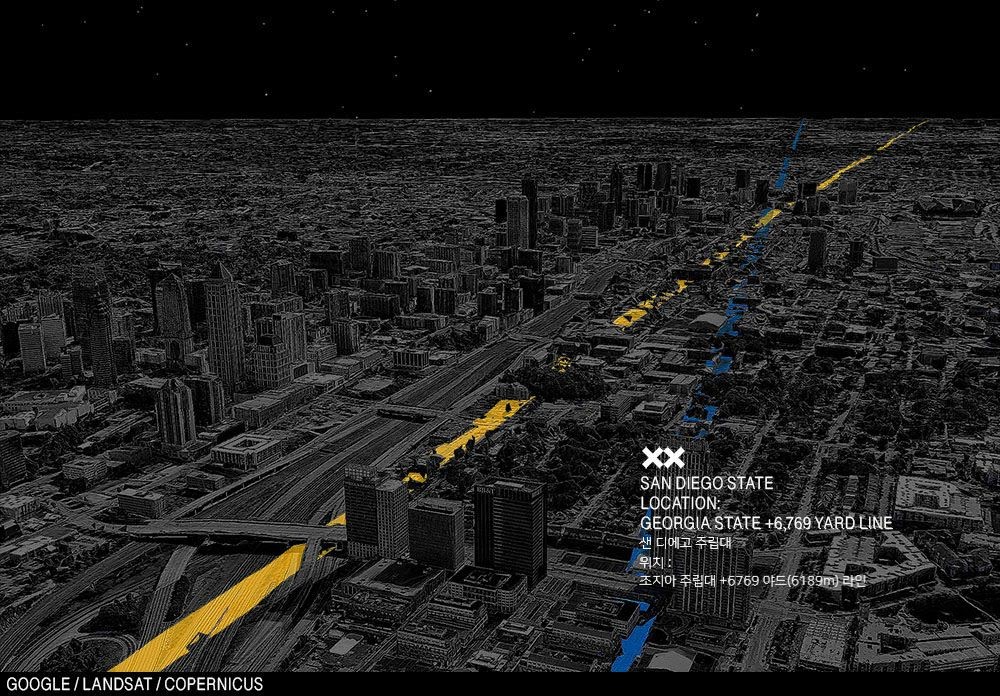 XX
SAN DIEGO STATE
LOCATION:
GEORGIA STATE +6,769 YARD LINE
샌 디에고 주립대
위치 :
조지아 주립대 +6769 야드(6189m) 라인
GOOGLE / LANDSAT / COPERNICUS